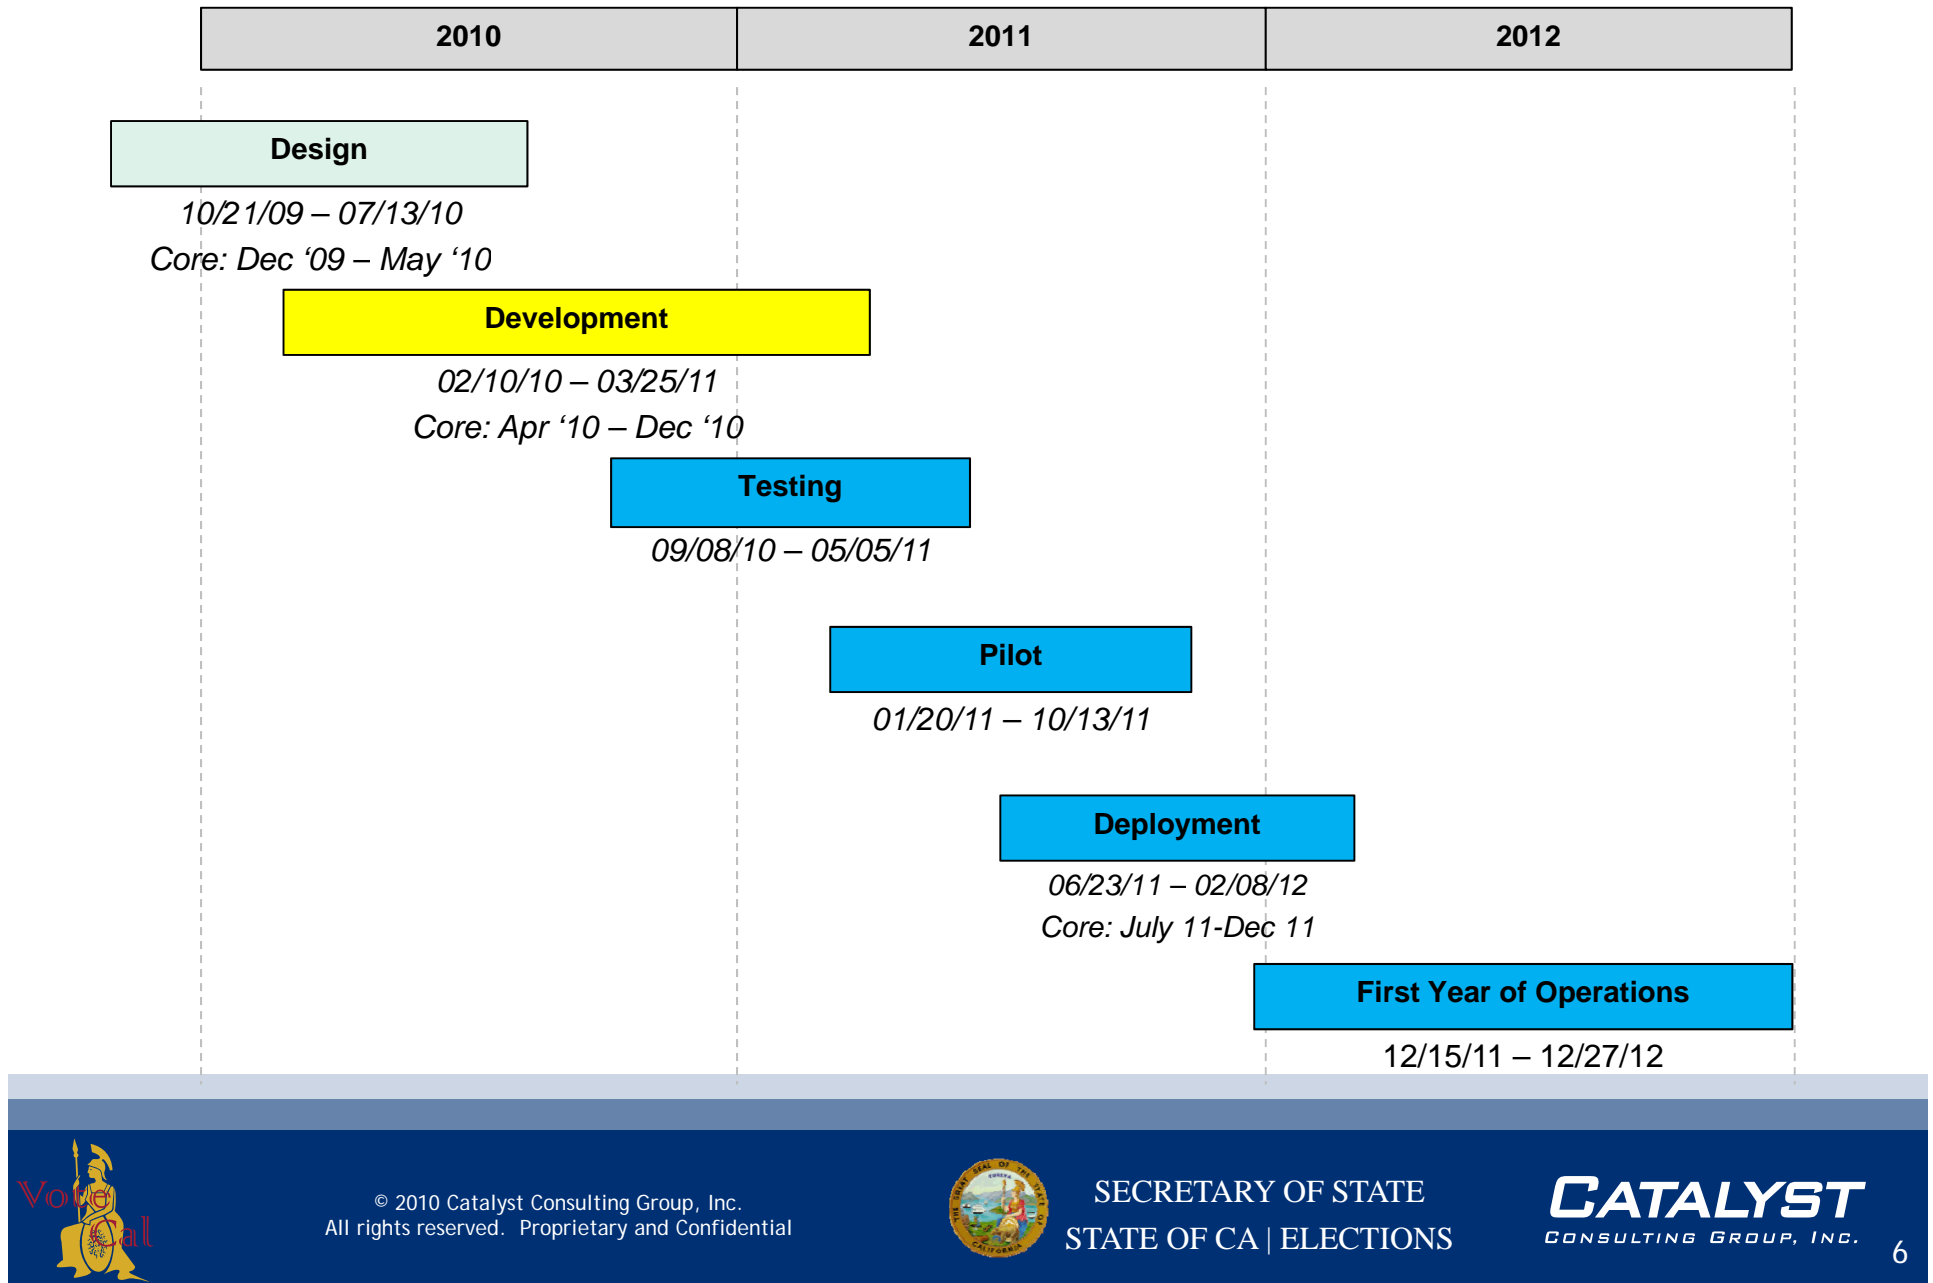 2010 2011 2012
Design
10/21/09 – 07/13/10
Core: Dec ‘09 – May ‘10
Development
02/10/10 – 03/25/11
Core: Apr ‘10 – Dec ‘10
Testing
09/08/10 – 05/05/11
Pilot
01/20/11 – 10/13/11
Deployment
06/23/11 – 02/08/12
Core: July 11-Dec 11
First Year of Operations
12/15/11 – 12/27/12
Vote
Cal
© 2010 Catalyst Consulting Group, Inc.
All rights reserved. Proprietary and Confidential
SECRETARY OF STATE
STATE OF CA | ELECTIONS
CATALYST
CONSULTING GROUP, INC.
6